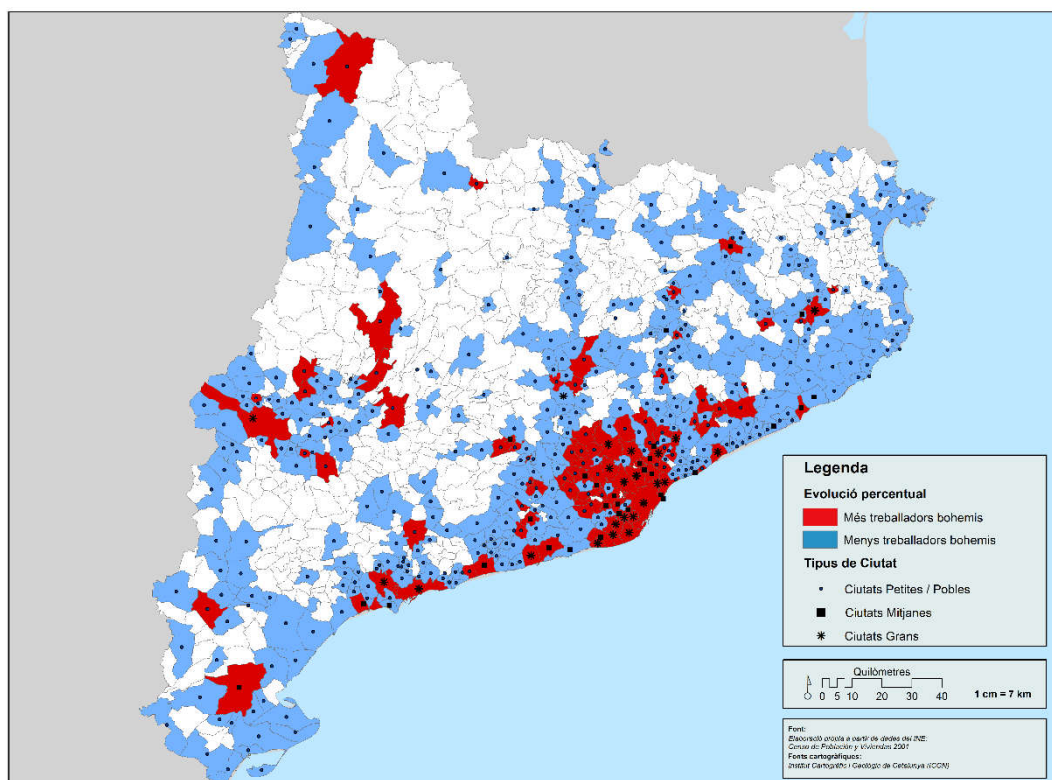 Legenda
Evolució percentual
Més treballadors bohemis
Menys treballadors bohemis
Tipus de Ciutat
Ciutats Petites / Pobles
Ciutats Mitjanes
Ciutats Grans
Quilòmetres
0 5 10 20 30 40
1 cm = 7 km
Font:
Elaboració pròpia a partir de dades del INE:
Censo de Población y Viviendas 2001
Fonts cartogràfiques:
Institut Cartogràfic i Geològic de Catalunya (ICGN)